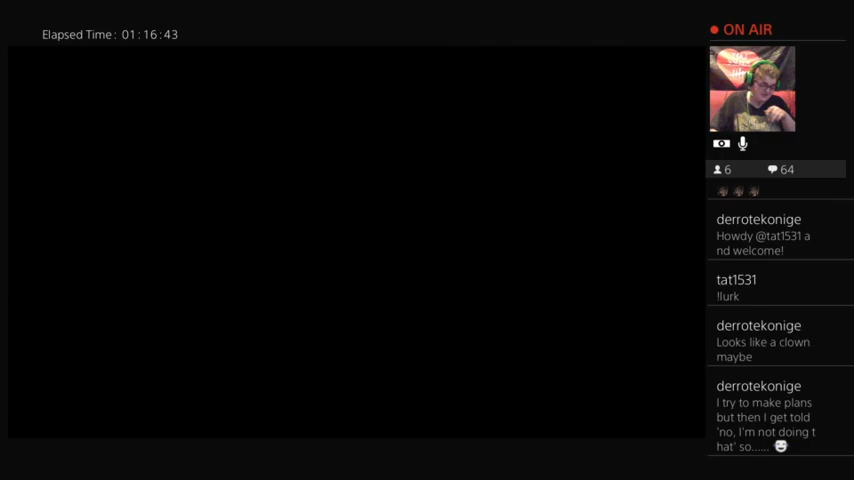 Elapsed Time: 01:16:43
ON AIR
6 64
derrotekonige
Howdy @tat1531 a
nd welcome!
tat1531
!lurk
derrotekonige
Looks like a clown
maybe
derrotekonige
I try to make plans
but then I get told
'no, I'm not doing t
hat' so......